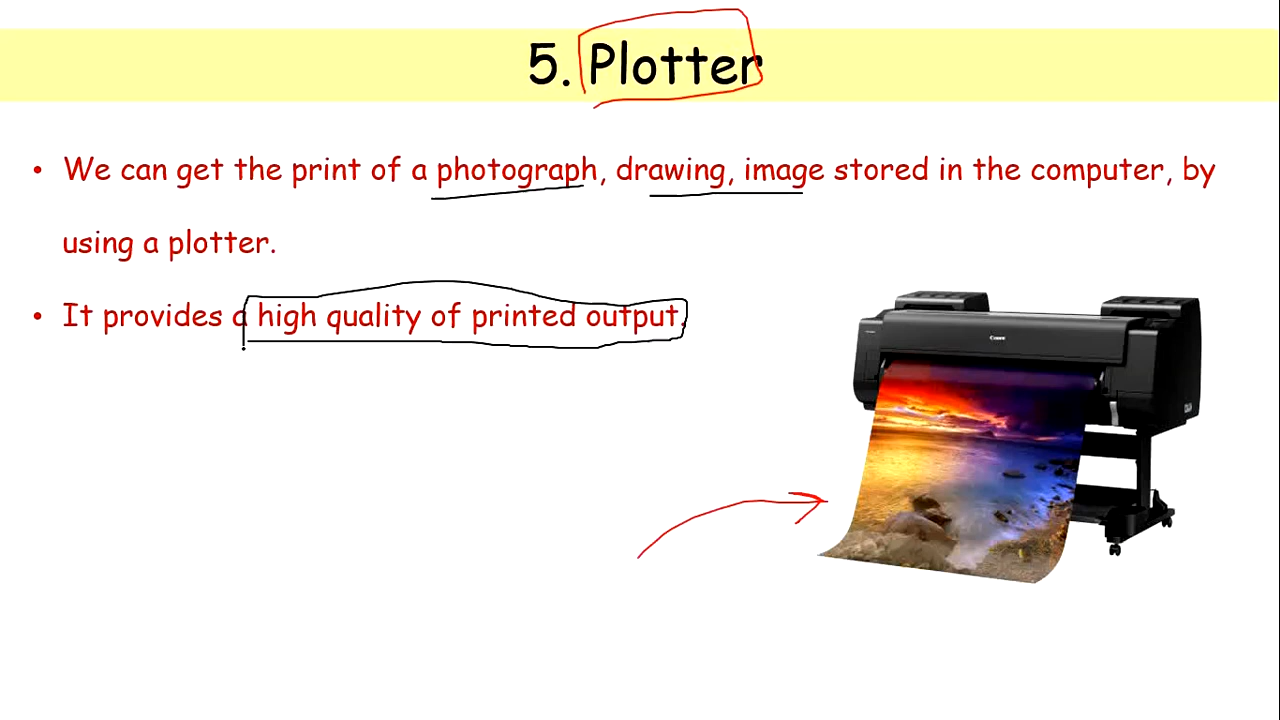 5. Plotter
• We can get the print of a photograph, drawing, image stored in the computer, by
using a plotter.
• It provides a high quality of printed output.
Canon